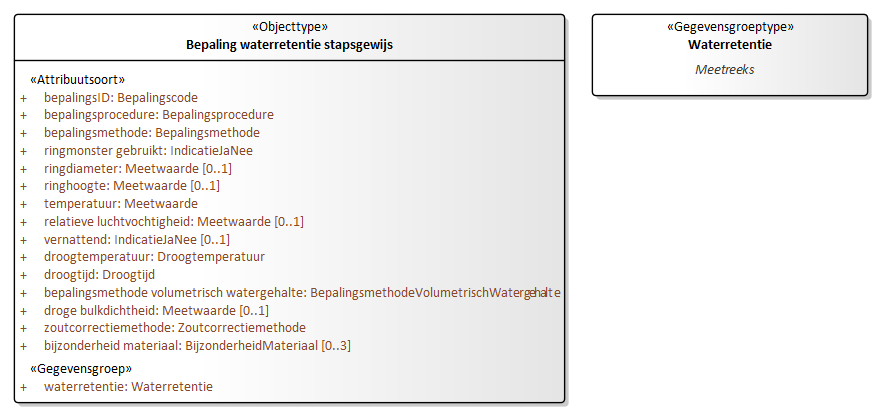 «Objecttype»
Bepaling waterretentie stapsgewijs
«Attribuutsoort»
+ bepalingsID: Bepalingscode
+ bepalingsprocedure: Bepalingsprocedure
+ bepalingsmethode: Bepalingsmethode
+ ringmonster gebruikt: IndicatieJaNee
+ ringdiameter: Meetwaarde [0..1]
+ ringhoogte: Meetwaarde [0..1]
+ temperatuur: Meetwaarde
+ relatieve luchtvochtigheid: Meetwaarde [0..1]
+ vernattend: IndicatieJaNee [0..1]
+ droogtemperatuur: Droogtemperatuur
+ droogtijd: Droogtijd
+ bepalingsmethode volumetrisch watergehalte: BepalingsmethodeVolumetrischWatergehalte
+ droge bulkdichtheid: Meetwaarde [0..1]
+ zoutcorrectiemethode: Zoutcorrectiemethode
+ bijzonderheid materiaal: BijzonderheidMateriaal [0..3]
«Gegevensgroep»
+ waterretentie: Waterretentie
«Gegevensgroeptype»
Waterretentie
Meetreeks